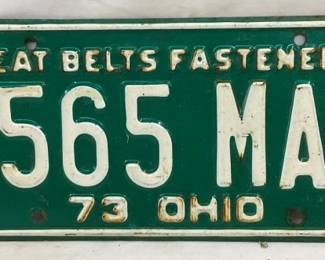 EAT BELTS FASTENE
565 MA
73 OHIO